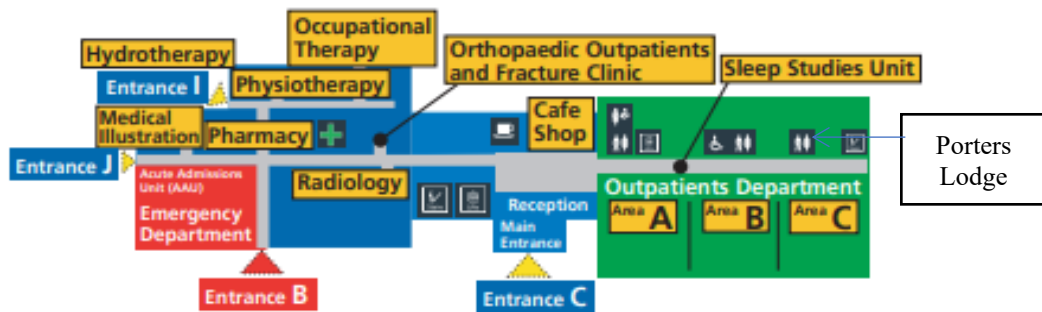 Occupational
Therapy
Hydrotherapy
Orthopaedic Outpatients
and Fracture Clinic
Sleep Studies Unit
Entrance I
Physiotherapy
Medical
Illustration
Pharmacy
Cafe
Shop
Porters
Lodge
Entrance J
Acute Admissions
Unit (AAU)
Emergency
Department
Radiology
Reception
Main
Entrance
Outpatients Department
Area A
Area B
Area C
Entrance B
Entrance C